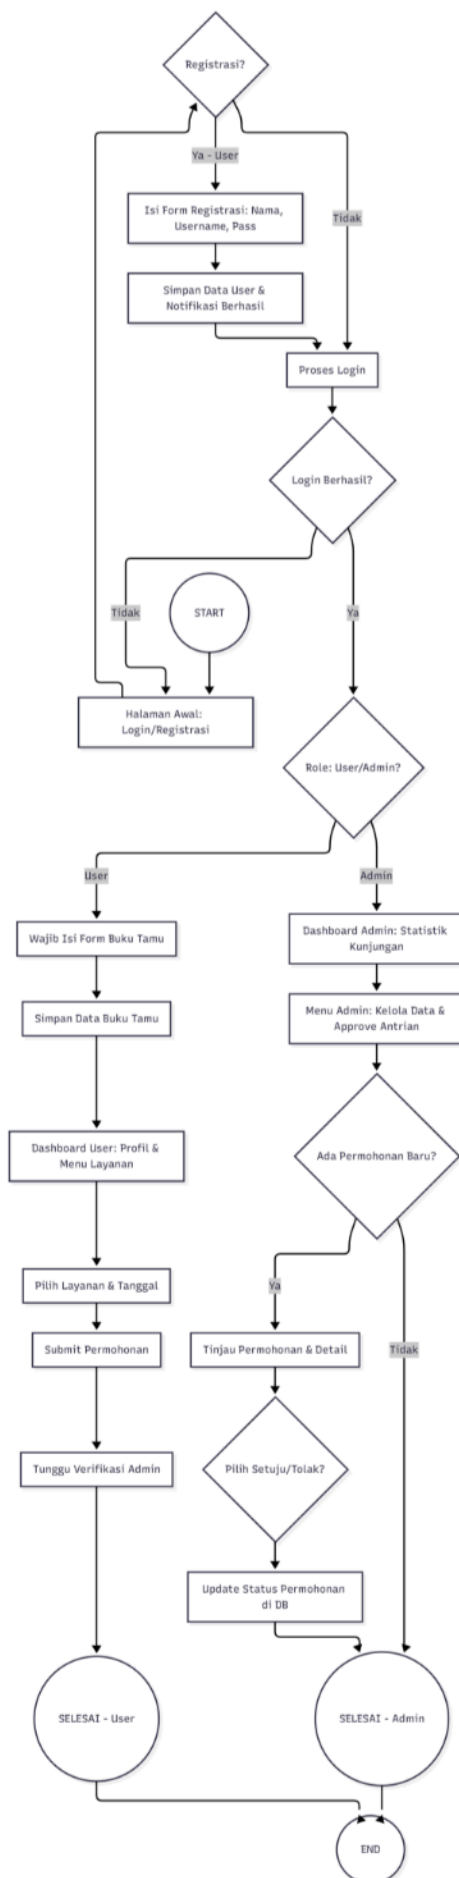 Registrasi?
Ya - User
Isi Form Registrasi: Nama,
Username, Pass
Tidak
Simpan Data User &
Notifikasi Berhasil
Proses Login
Login Berhasil?
Tidak
START
Ya
Halaman Awal:
Login/Registrasi
Role: User/Admin?
User
Admin
Wajib Isi Form Buku Tamu
Dashboard Admin: Statistik
Kunjungan
Simpan Data Buku Tamu
Menu Admin: Kelola Data &
Approve Antrian
Dashboard User: Profil &
Menu Layanan
Ada Permohonan Baru?
Pilih Layanan & Tanggal
Ya
Submit Permohonan
Tinjau Permohonan & Detail
Tidak
Tunggu Verifikasi Admin
Pilih Setuju/Tolak?
Update Status Permohonan
di DB
SELESAI - User
SELESAI - Admin
END